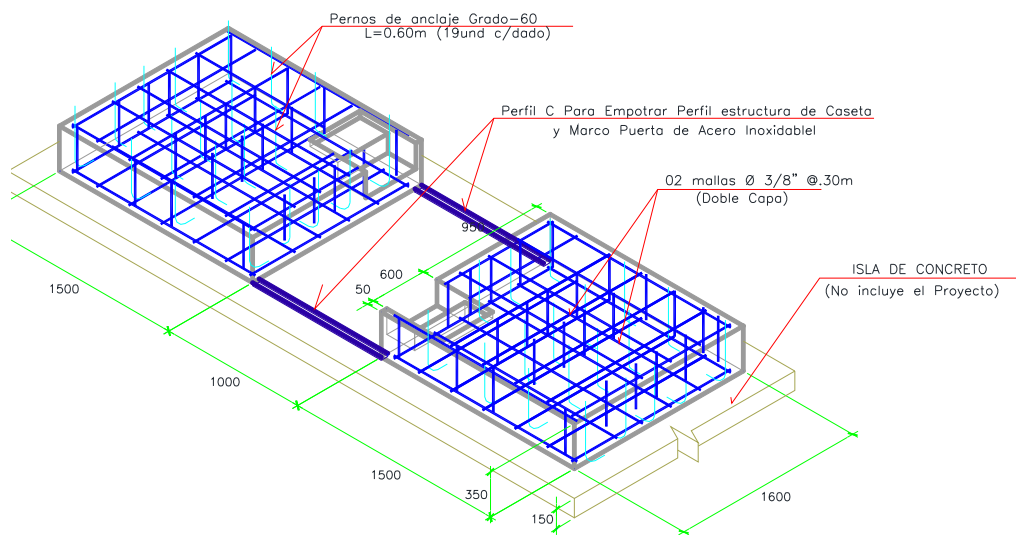 Pernos de anclaje Grado-60
L=0.60m (19und c/dado)
Perfil C Para Empotrar Perfil estructura de Caseta
y Marco Puerta de Acero Inoxidablel
02 mallas Ø 3/8" @.30m
(Doble Capa)
ISLA DE CONCRETO
(No incluye el Proyecto)
950
600
50
1500
1000
1500
350
150
1600